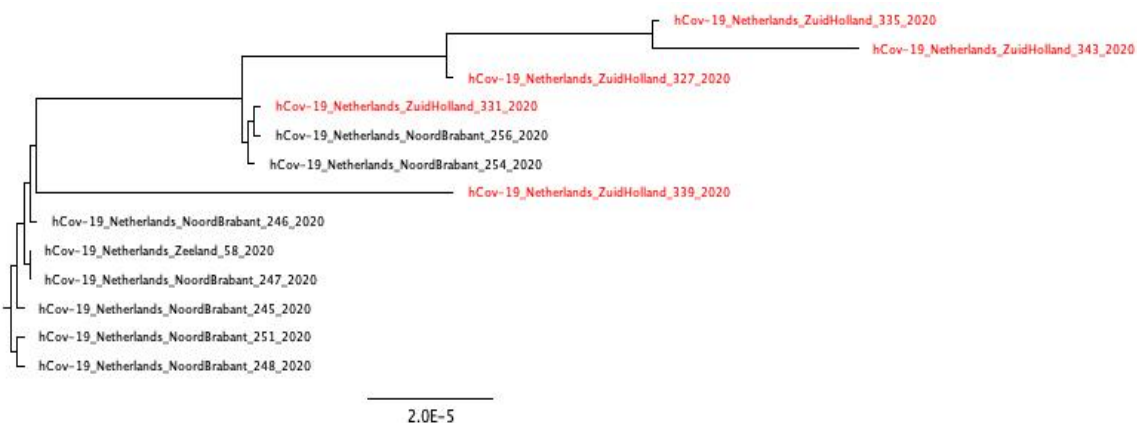 hCov-19_Netherlands_ZuidHolland_335_2020
hCov-19_Netherlands_ZuidHolland_343_2020
hCov-19_Netherlands_ZuidHolland_327_2020
hCov-19_Netherlands_ZuidHolland_331_2020
hCov-19_Netherlands_NoordBrabant_256_2020
hCov-19_Netherlands_NoordBrabant_254_2020
hCov-19_Netherlands_ZuidHolland_339_2020
hCov-19_Netherlands_NoordBrabant_246_2020
hCov-19_Netherlands_Zeeland_58_2020
hCov-19_Netherlands_NoordBrabant_247_2020
hCov-19_Netherlands_NoordBrabant_245_2020
hCov-19_Netherlands_NoordBrabant_251_2020
hCov-19_Netherlands_NoordBrabant_248_2020
2.0E-5